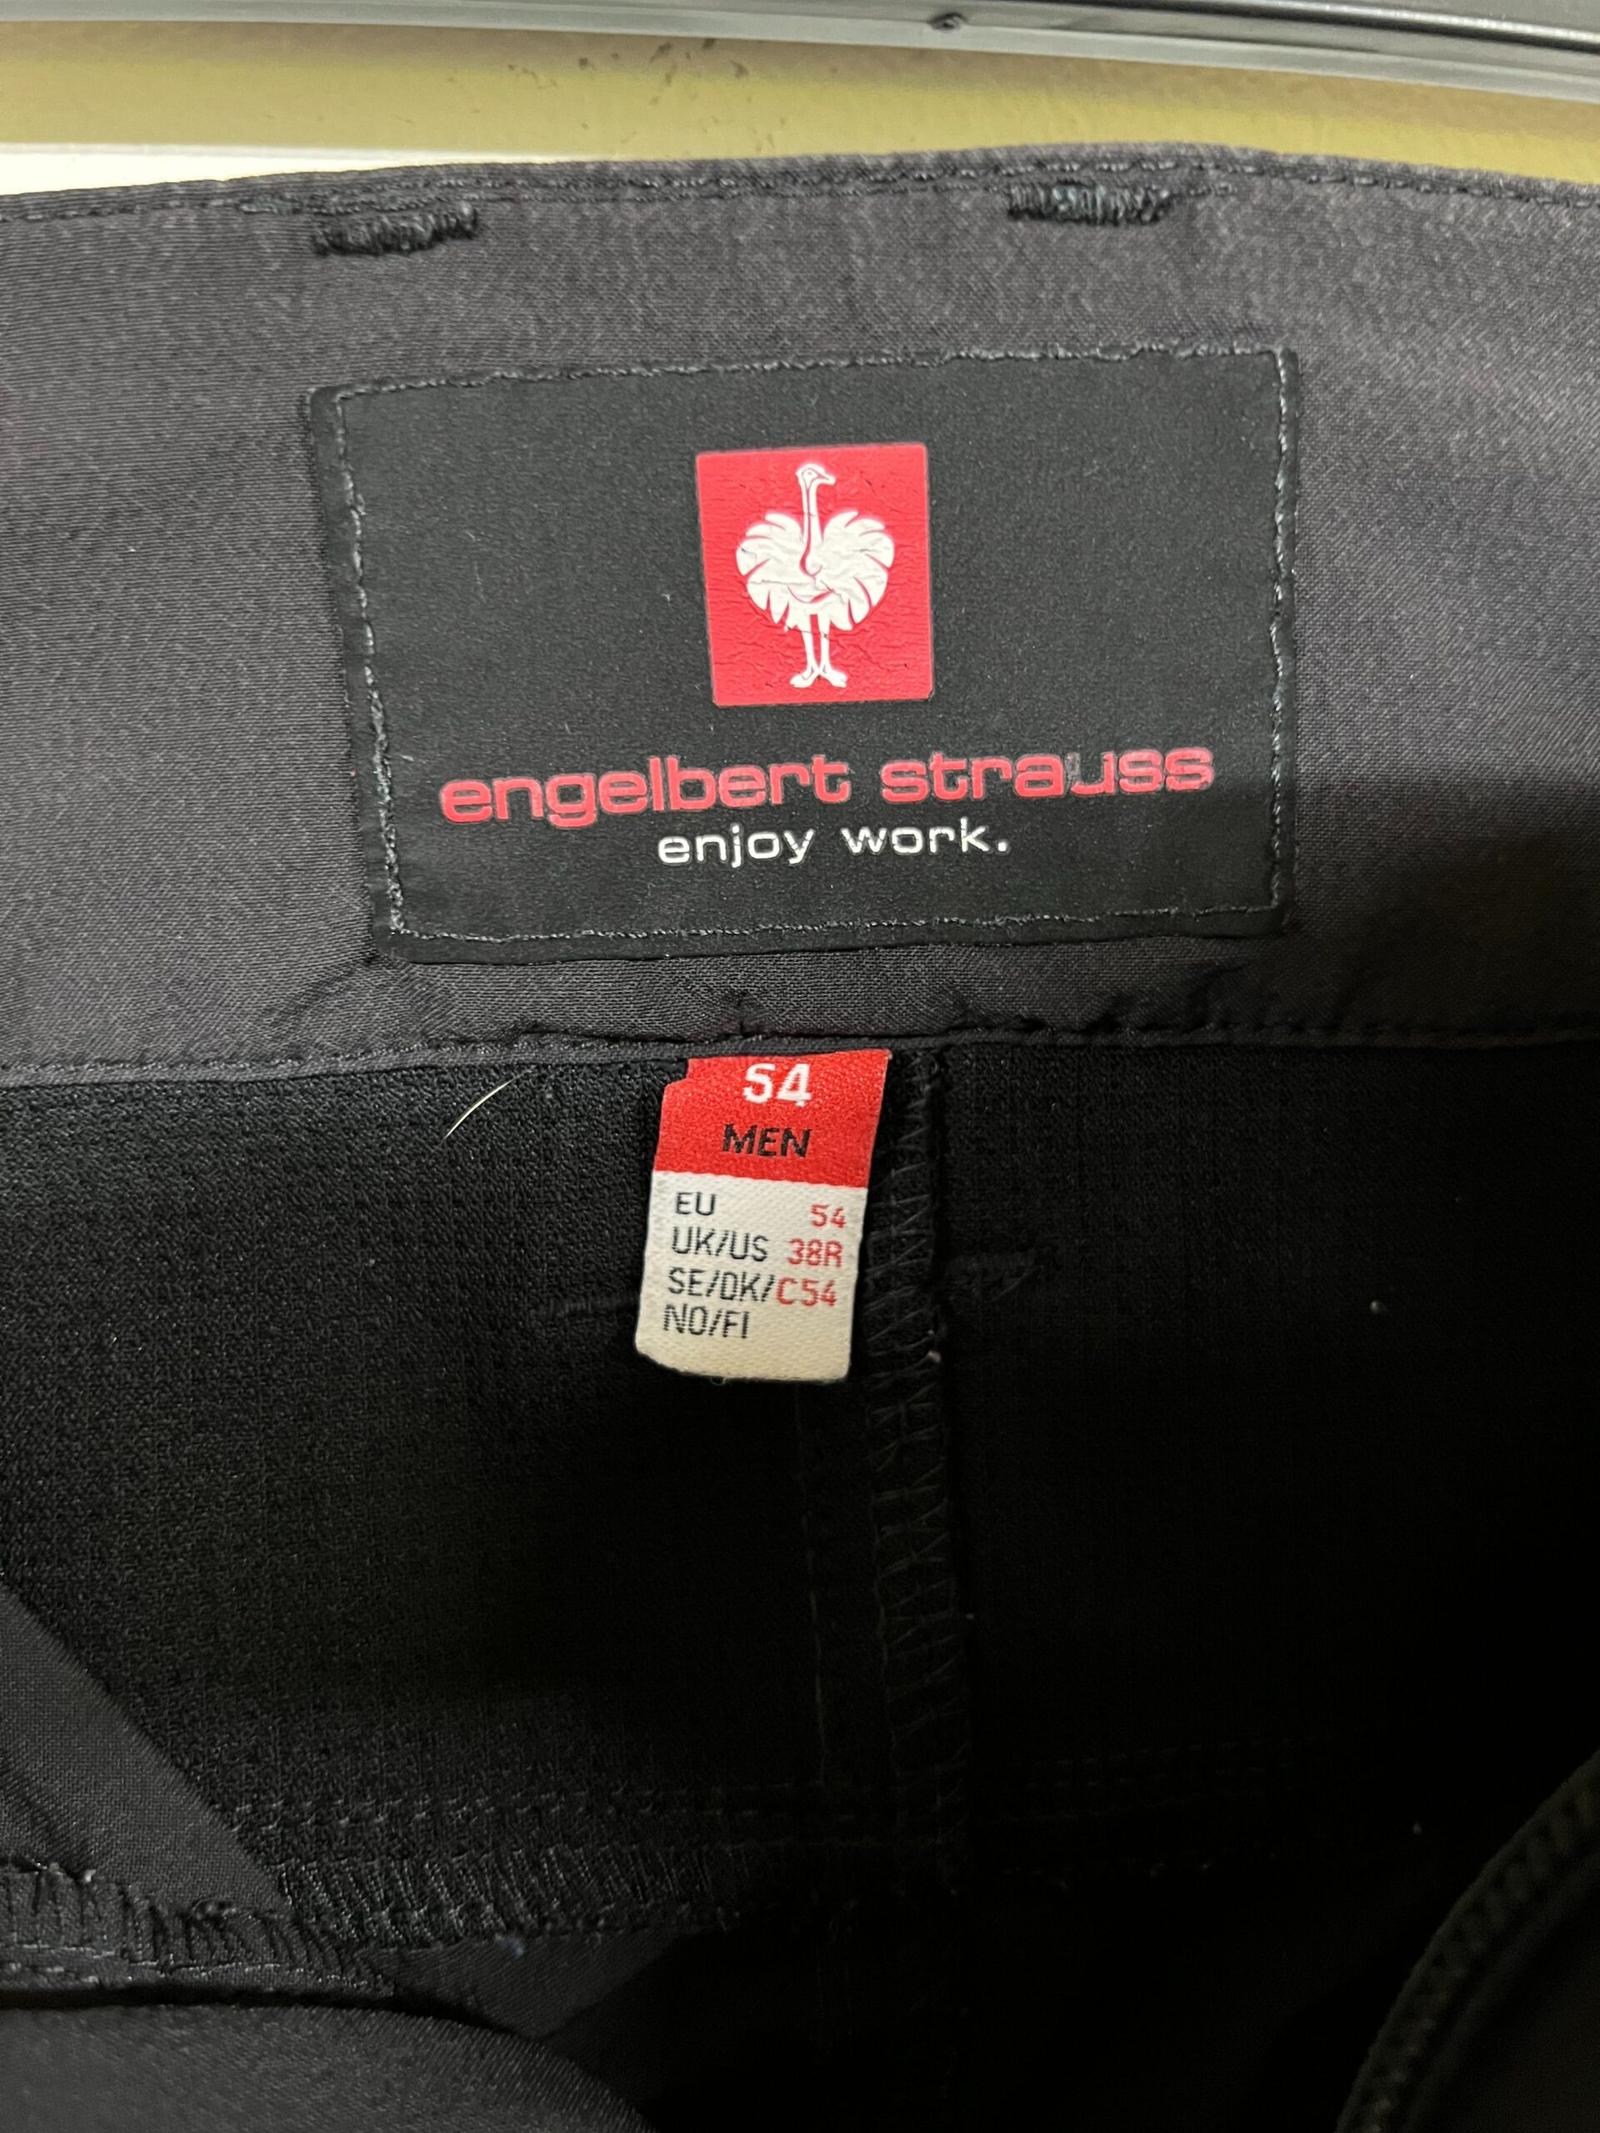 engelbert strauss
enjoy work.
54
MEN
EU 54
UK/US 38R
SE/DK/C54
NO/FI